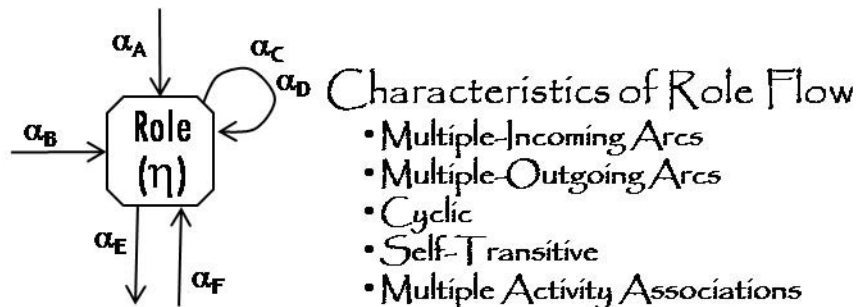 αA
αC
αD
αB
Role
(η)
αE
αF
Characteristics of Role Flow
• Multiple-Incoming Arcs
• Multiple-Outgoing Arcs
• Cyclic
• Self-Transitive
• Multiple Activity Associations